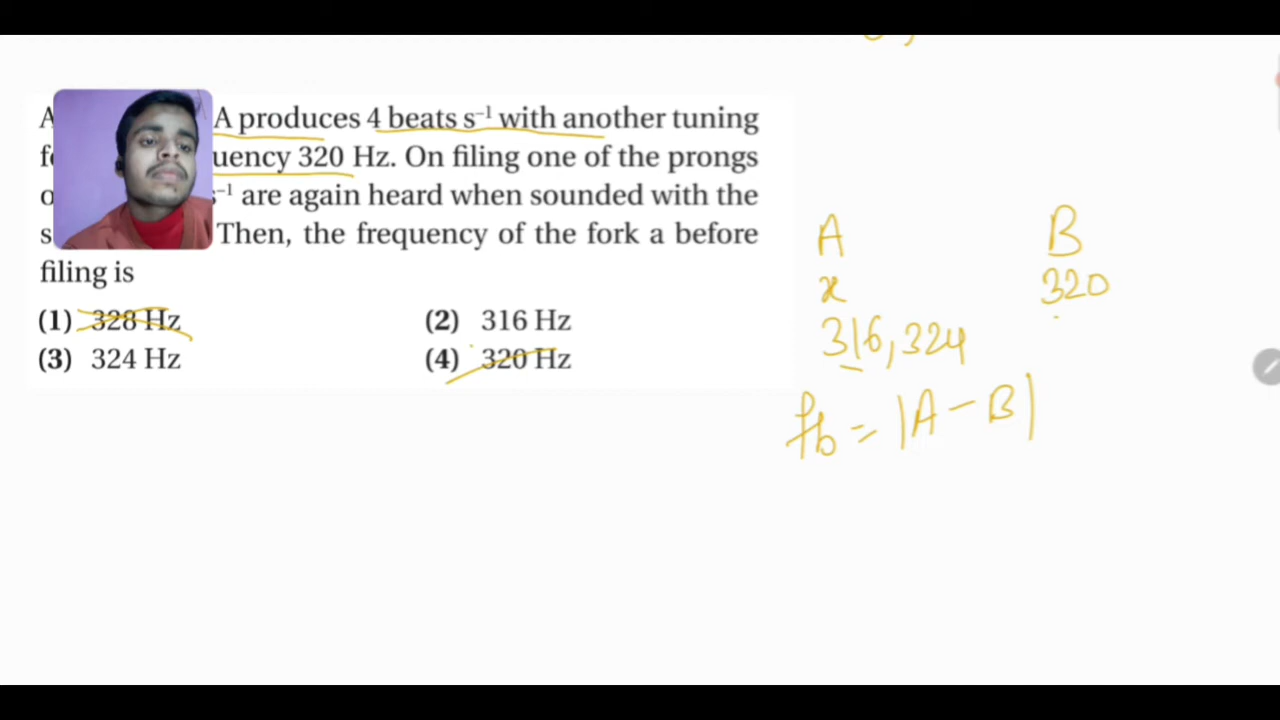 A produces 4 beats s⁻¹ with another tuning
uency 320 Hz. On filing one of the prongs
s⁻¹ are again heard when sounded with the
Then, the frequency of the fork a before
filing is
(1) 328 Hz (2) 316 Hz
(3) 324 Hz (4) 320 Hz
A B
x 320
316, 324
fb = |A - B|